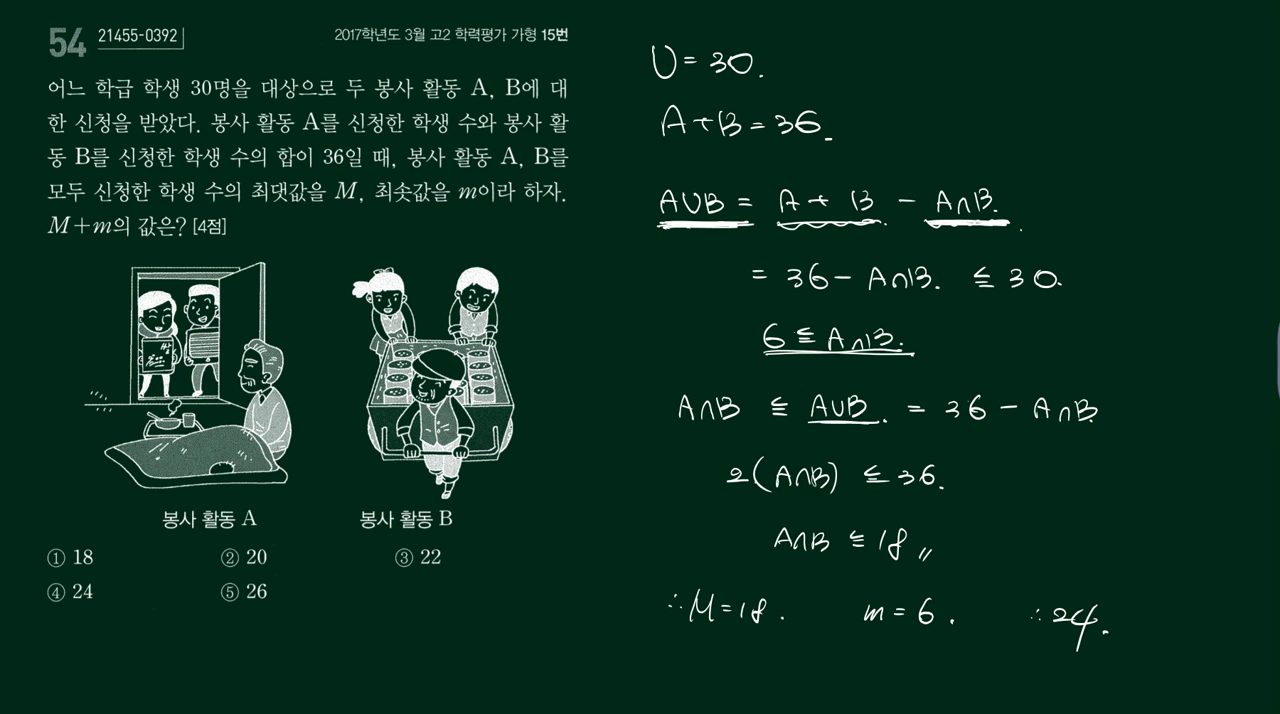 54 21455-0392
2017학년도 3월 고2 학력평가 가형 15번
어느 학급 학생 30명을 대상으로 두 봉사 활동 A, B에 대
한 신청을 받았다. 봉사 활동 A를 신청한 학생 수와 봉사 활
동 B를 신청한 학생 수의 합이 36일 때, 봉사 활동 A, B를
모두 신청한 학생 수의 최댓값을 M, 최솟값을 m이라 하자.
M+m의 값은? [4점]
봉사 활동 A 봉사 활동 B
① 18 ② 20 ③ 22
④ 24 ⑤ 26
U = 30.
A+B = 36.
A∪B = A + B - A∩B.
= 36 - A∩B. ≦ 30.
6 ≦ A∩B.
A∩B ≦ A∪B. = 36 - A∩B.
2(A∩B) ≦ 36.
A∩B ≦ 18 〃
∴ M = 18. m = 6. ∴ 24.